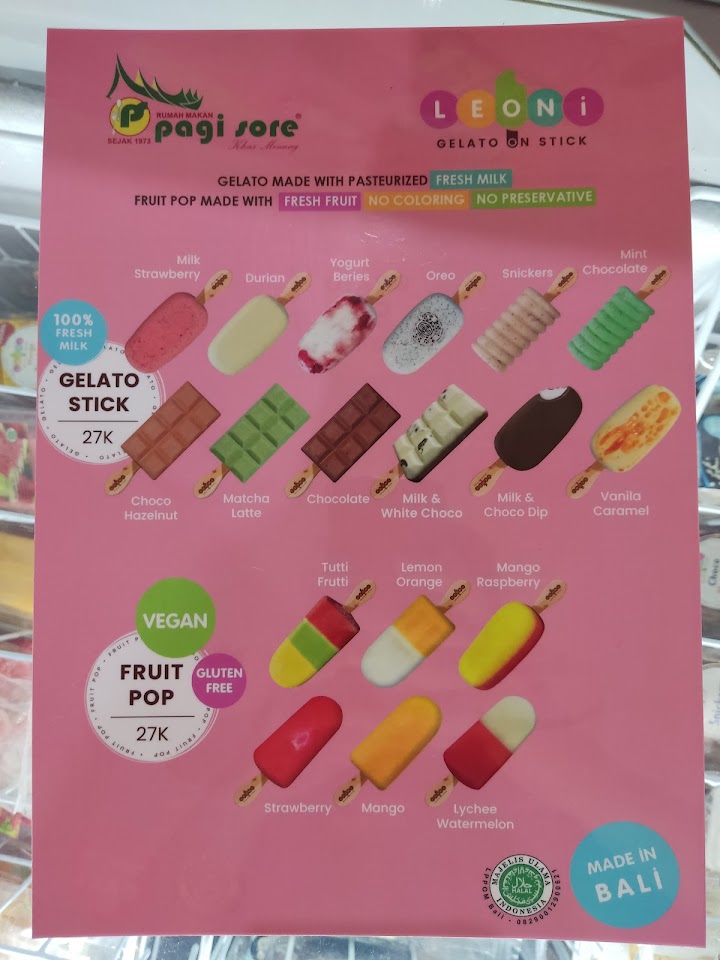 RUMAH MAKAN
pagi sore®
SEJAK 1973
Khas Minang
LEONi
GELATO ON STICK
GELATO MADE WITH PASTEURIZED FRESH MILK
FRUIT POP MADE WITH FRESH FRUIT NO COLORING NO PRESERVATIVE
Milk
Strawberry
Durian
Yogurt
Beries
Oreo
Snickers
Mint
Chocolate
100%
FRESH
MiLK
GELATO
STICK
27K
Choco
Hazelnut
Matcha
Latte
Chocolate
Milk &
White Choco
Milk &
Choco Dip
Vanila
Caramel
Tutti
Frutti
Lemon
Orange
Mango
Raspberry
VEGAN
FRUIT
POP
27K
GLUTEN
FREE
Strawberry
Mango
Lychee
Watermelon
MAJELIS ULAMA
INDONESIA
HALAL
MADE iN
BALi